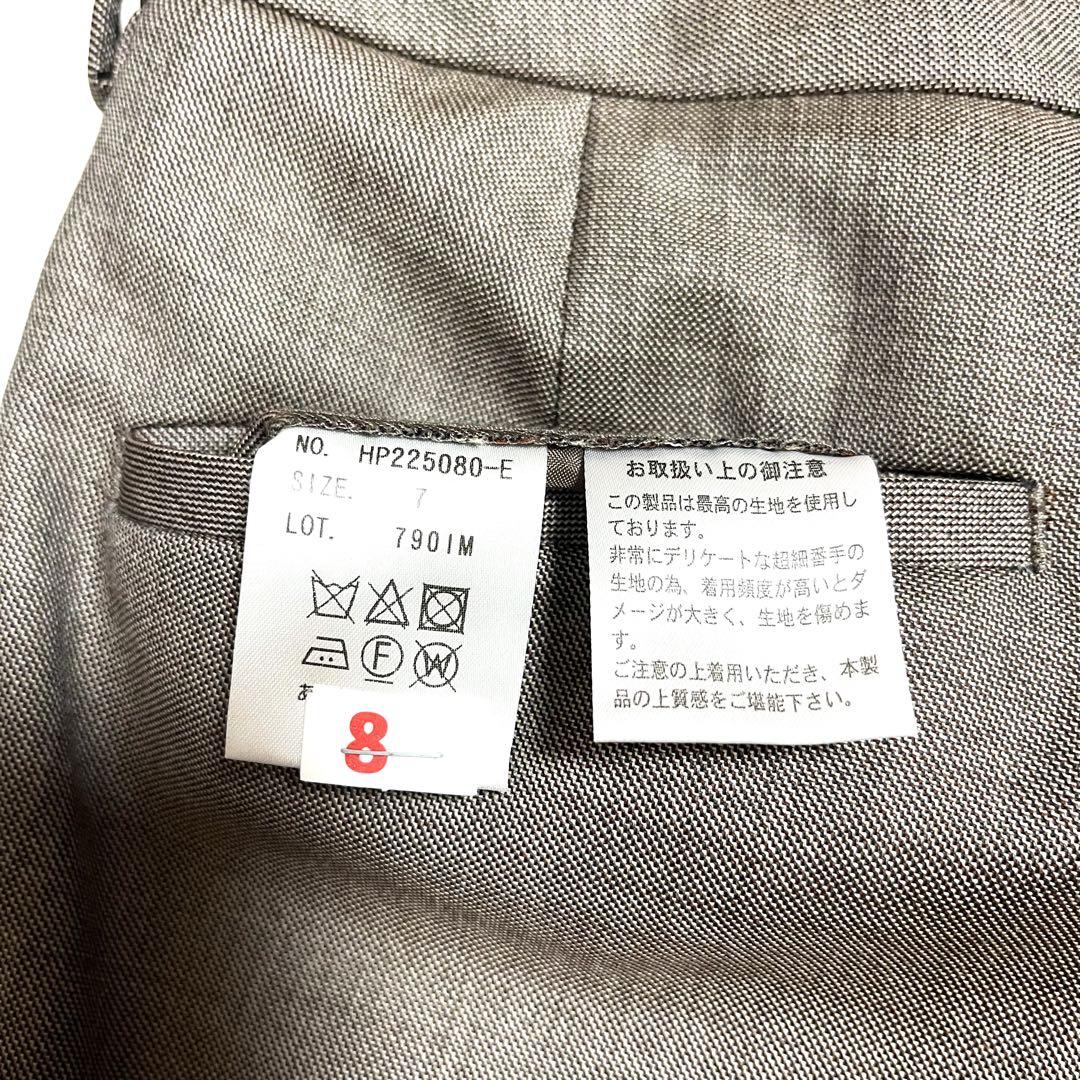 NO. HP225080-E
SIZE. 7
LOT. 7901M
F
W
あ
8
お取扱い上の御注意
この製品は最高の生地を使用し
ております。
非常にデリケートな超細番手の
生地の為、着用頻度が高いとダ
メージが大きく、生地を傷めま
す。
ご注意の上着用いただき、本製
品の上質感をご堪能下さい。